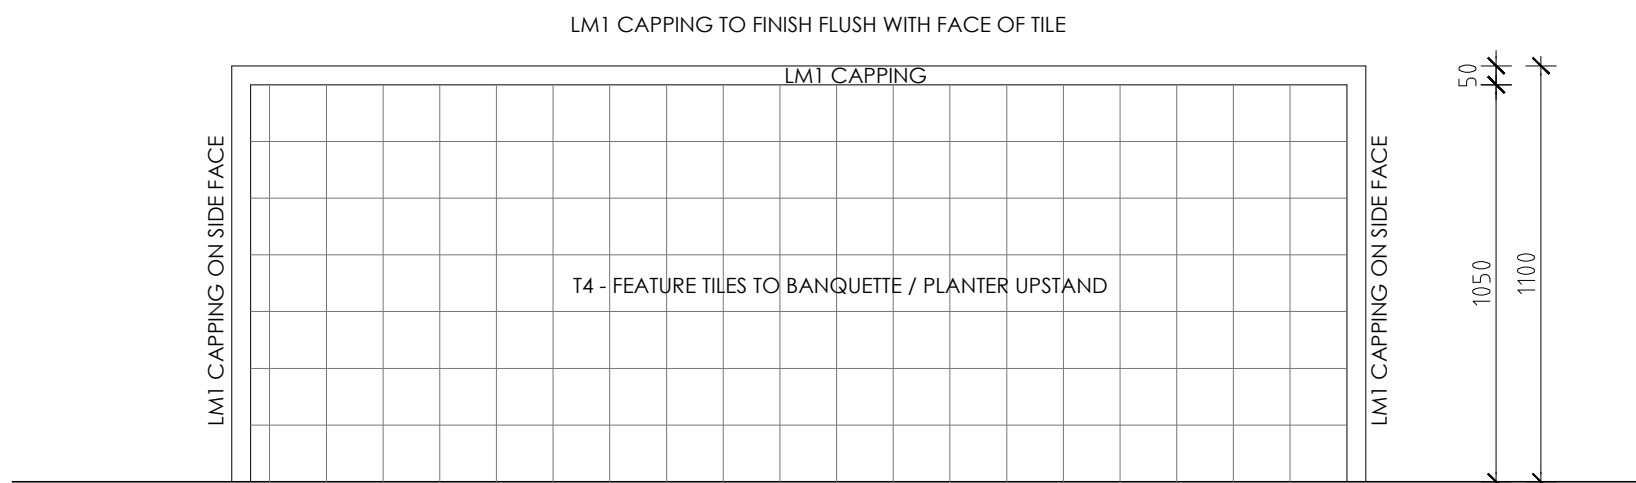 LM1 CAPPING TO FINISH FLUSH WITH FACE OF TILE
LM1 CAPPING
LM1 CAPPING ON SIDE FACE
T4 - FEATURE TILES TO BANQUETTE / PLANTER UPSTAND
LM1 CAPPING ON SIDE FACE
50
1050
1100